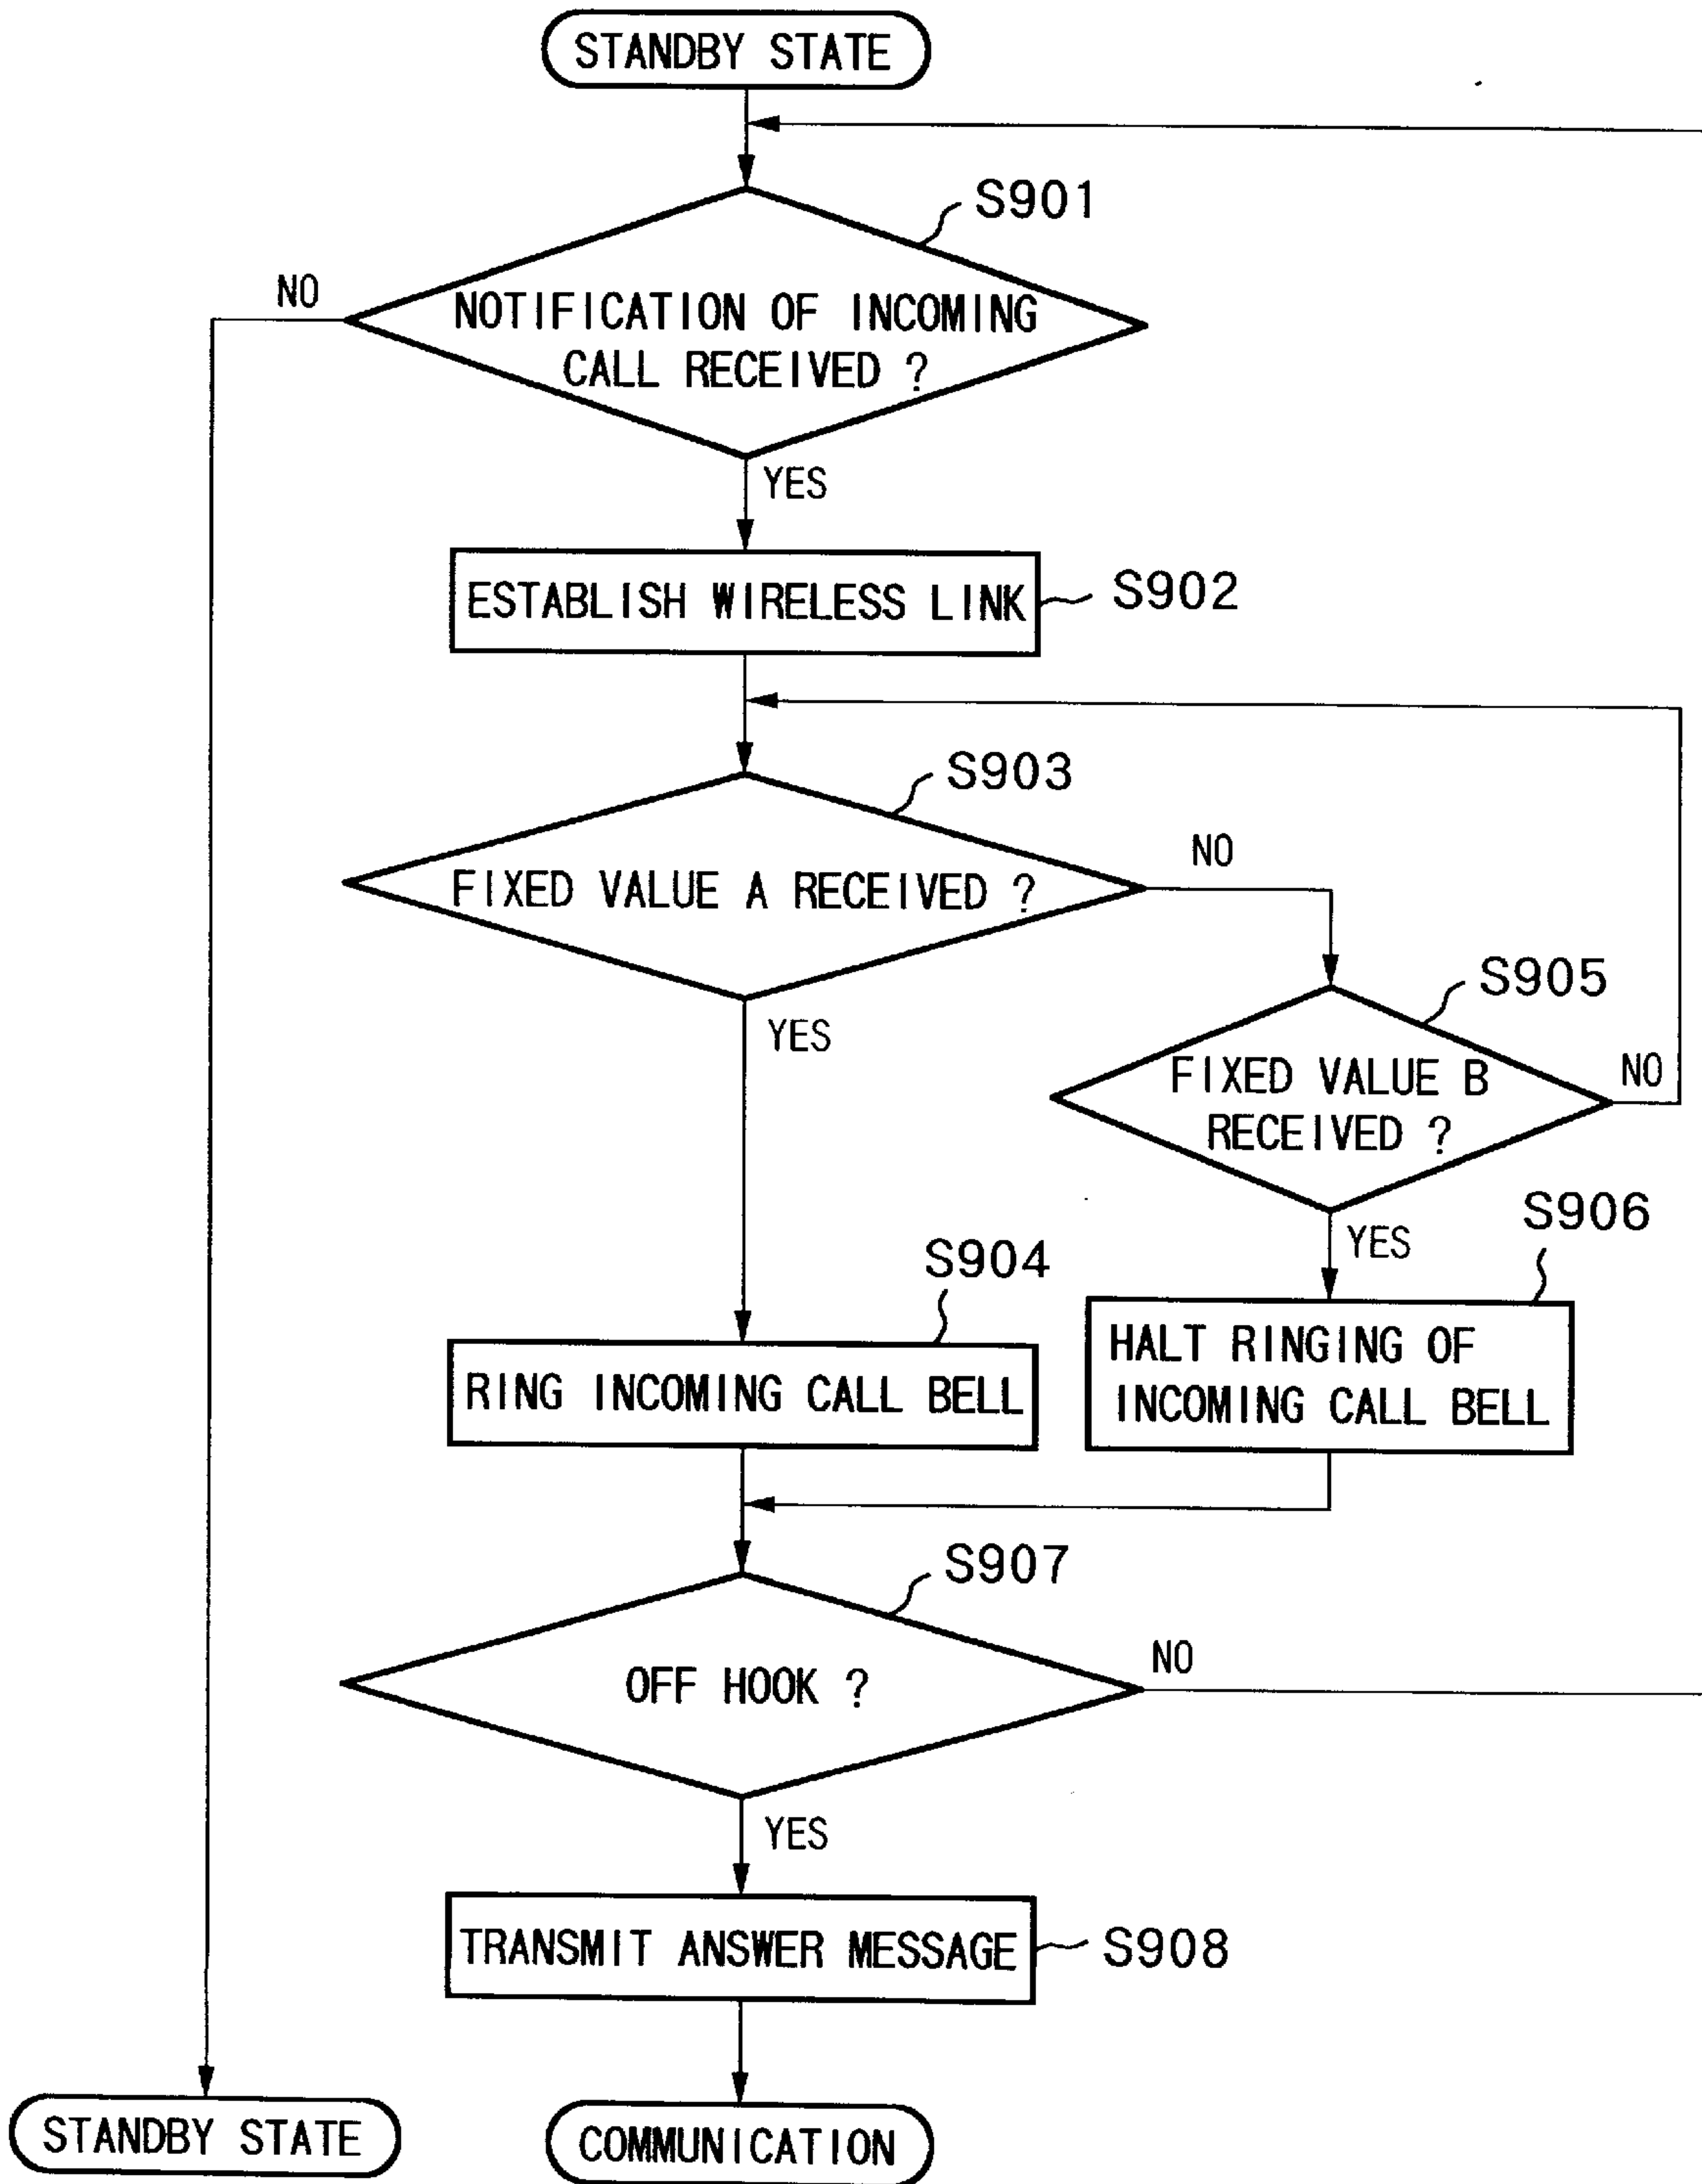 STANDBY STATE
S901
NO
NOTIFICATION OF INCOMING
CALL RECEIVED ?
YES
ESTABLISH WIRELESS LINK
S902
S903
NO
FIXED VALUE A RECEIVED ?
YES
S905
FIXED VALUE B
RECEIVED ?
NO
YES
S906
S904
HALT RINGING OF
INCOMING CALL BELL
RING INCOMING CALL BELL
S907
NO
OFF HOOK ?
YES
TRANSMIT ANSWER MESSAGE
S908
STANDBY STATE
COMMUNICATION